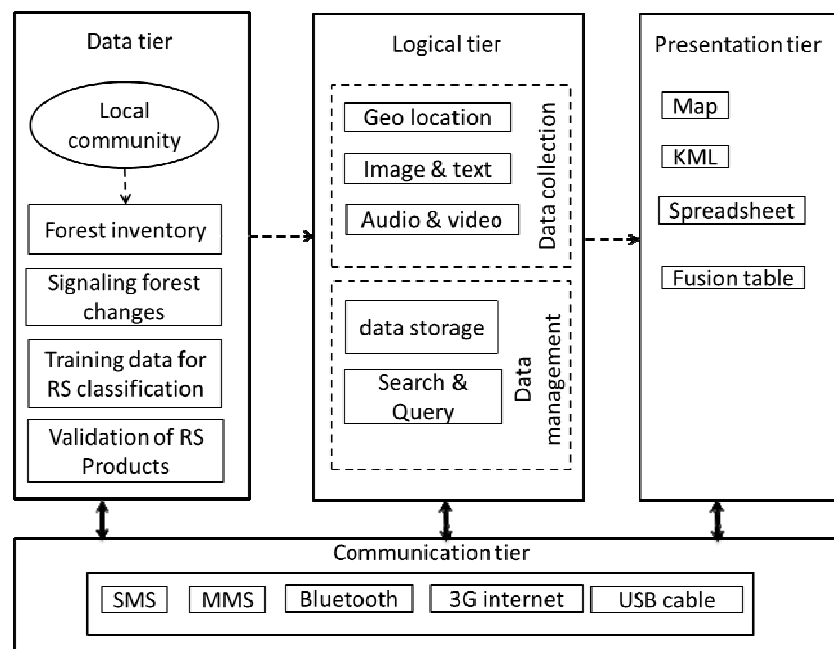 Data tier
Local
community
Forest inventory
Signaling forest
changes
Training data for
RS classification
Validation of RS
Products
Logical tier
Geo location
Image & text
Audio & video
Data collection
data storage
Search &
Query
Data
management
Presentation tier
Map
KML
Spreadsheet
Fusion table
Communication tier
SMS
MMS
Bluetooth
3G internet
USB cable